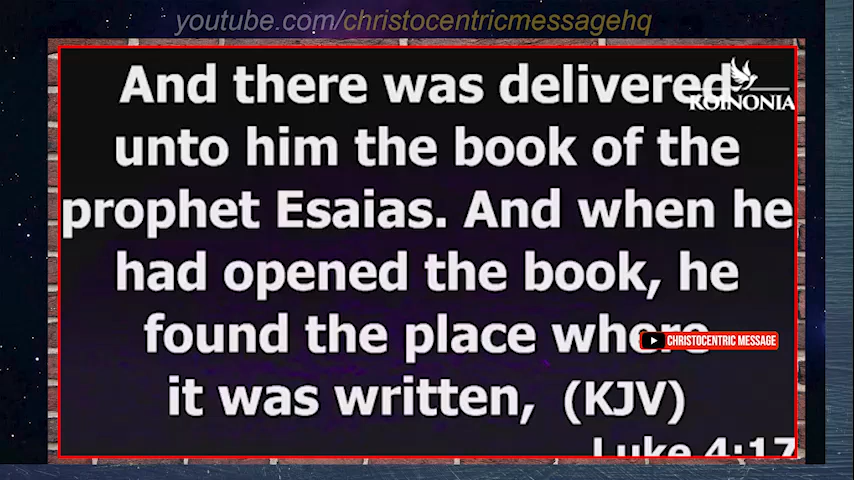 youtube.com/christocentricmessagehq
And there was delivered
KOINONIA
unto him the book of the
prophet Esaias. And when he
had opened the book, he
found the place where
CHRISTOCENTRIC MESSAGE
it was written, (KJV)
Luke 4:17